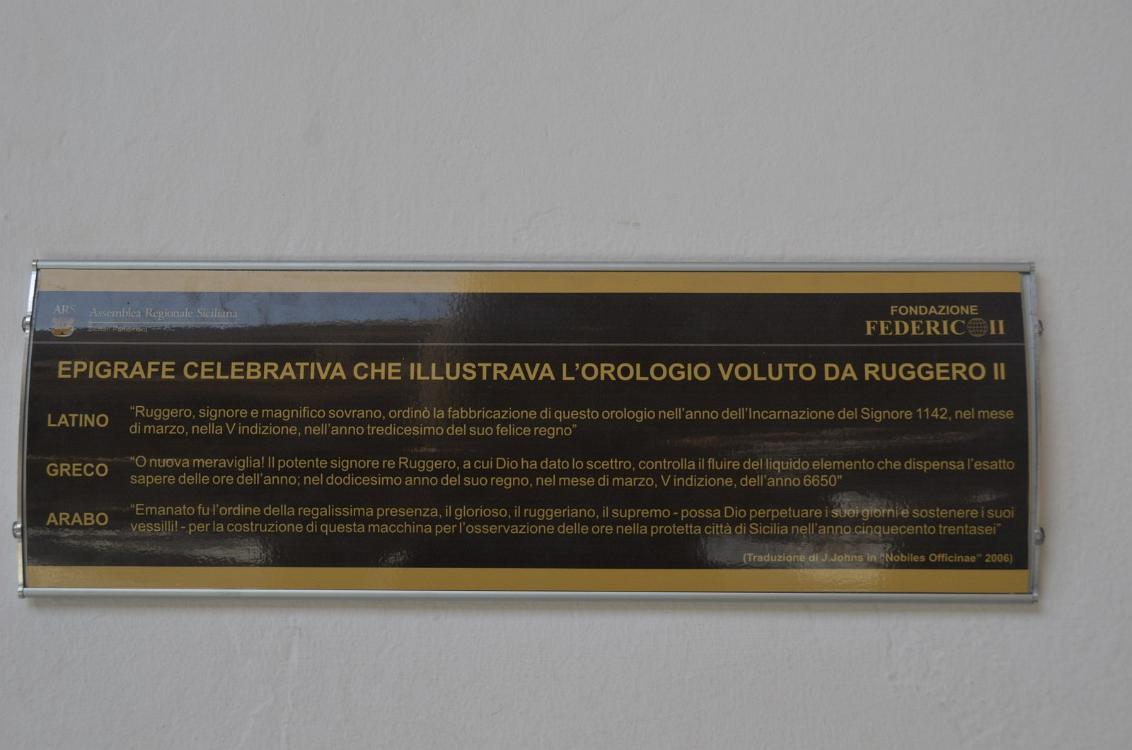 ARS Assemblea Regionale Siciliana
FONDAZIONE
FEDERICO II
EPIGRAFE CELEBRATIVA CHE ILLUSTRAVA L'OROLOGIO VOLUTO DA RUGGERO II
LATINO
"Ruggero, signore e magnifico sovrano, ordinò la fabbricazione di questo orologio nell'anno dell'Incarnazione del Signore 1142, nel mese
di marzo, nella V indizione, nell'anno tredicesimo del suo felice regno"
GRECO
"O nuova meraviglia! Il potente signore re Ruggero, a cui Dio ha dato lo scettro, controlla il fluire del liquido elemento che dispensa l'esatto
sapere delle ore dell'anno; nel dodicesimo anno del suo regno, nel mese di marzo, V indizione, dell'anno 6650"
ARABO
"Emanato fu l'ordine della regalissima presenza, il glorioso, il ruggeriano, il supremo - possa Dio perpetuare i suoi giorni e sostenere i suoi
vessilli! - per la costruzione di questa macchina per l'osservazione delle ore nella protetta città di Sicilia nell'anno cinquecento trentasei"
(Traduzione di J.Johns in "Nobiles Officinae" 2006)